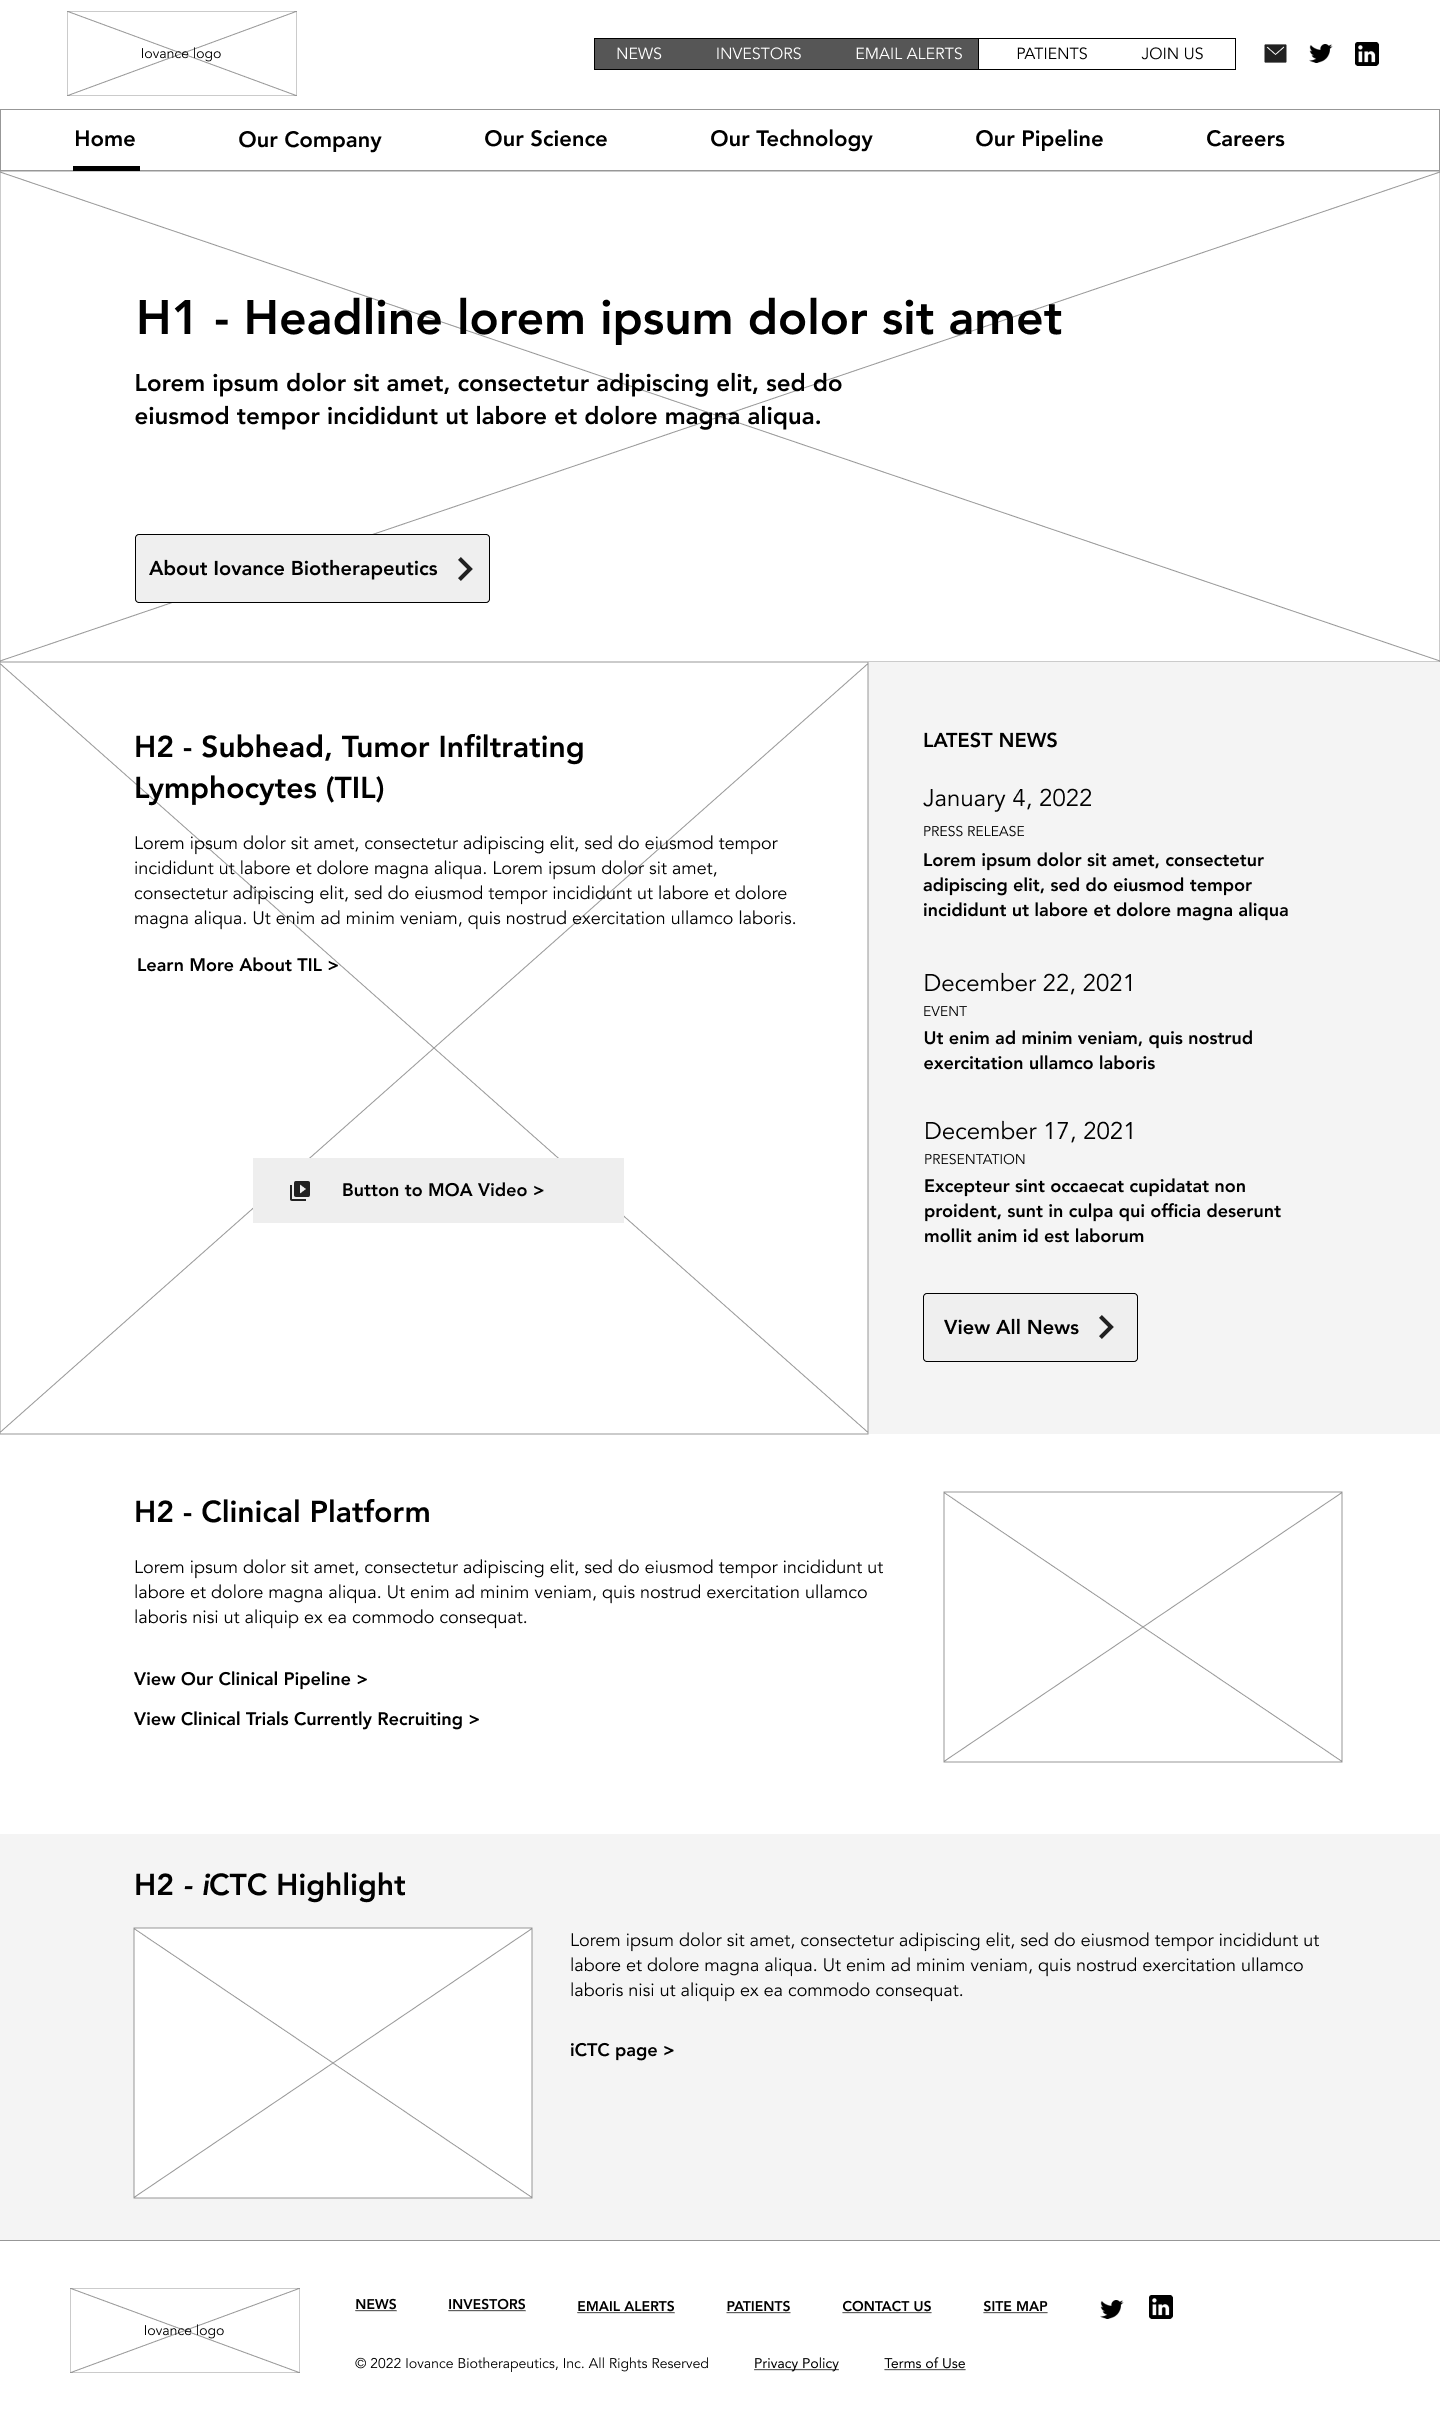 Iovance logo
NEWS INVESTORS EMAIL ALERTS PATIENTS JOIN US
Home Our Company Our Science Our Technology Our Pipeline Careers
H1 - Headline lorem ipsum dolor sit amet
Lorem ipsum dolor sit amet, consectetur adipiscing elit, sed do
eiusmod tempor incididunt ut labore et dolore magna aliqua.
About Iovance Biotherapeutics
H2 - Subhead, Tumor Infiltrating
Lymphocytes (TIL)
Lorem ipsum dolor sit amet, consectetur adipiscing elit, sed do eiusmod tempor
incididunt ut labore et dolore magna aliqua. Lorem ipsum dolor sit amet,
consectetur adipiscing elit, sed do eiusmod tempor incididunt ut labore et dolore
magna aliqua. Ut enim ad minim veniam, quis nostrud exercitation ullamco laboris.
Learn More About TIL >
Button to MOA Video >
LATEST NEWS
January 4, 2022
PRESS RELEASE
Lorem ipsum dolor sit amet, consectetur
adipiscing elit, sed do eiusmod tempor
incididunt ut labore et dolore magna aliqua
December 22, 2021
EVENT
Ut enim ad minim veniam, quis nostrud
exercitation ullamco laboris
December 17, 2021
PRESENTATION
Excepteur sint occaecat cupidatat non
proident, sunt in culpa qui officia deserunt
mollit anim id est laborum
View All News
H2 - Clinical Platform
Lorem ipsum dolor sit amet, consectetur adipiscing elit, sed do eiusmod tempor incididunt ut
labore et dolore magna aliqua. Ut enim ad minim veniam, quis nostrud exercitation ullamco
laboris nisi ut aliquip ex ea commodo consequat.
View Our Clinical Pipeline >
View Clinical Trials Currently Recruiting >
H2 - iCTC Highlight
Lorem ipsum dolor sit amet, consectetur adipiscing elit, sed do eiusmod tempor incididunt ut
labore et dolore magna aliqua. Ut enim ad minim veniam, quis nostrud exercitation ullamco
laboris nisi ut aliquip ex ea commodo consequat.
iCTC page >
Iovance logo
NEWS INVESTORS EMAIL ALERTS PATIENTS CONTACT US SITE MAP
© 2022 Iovance Biotherapeutics, Inc. All Rights Reserved Privacy Policy Terms of Use